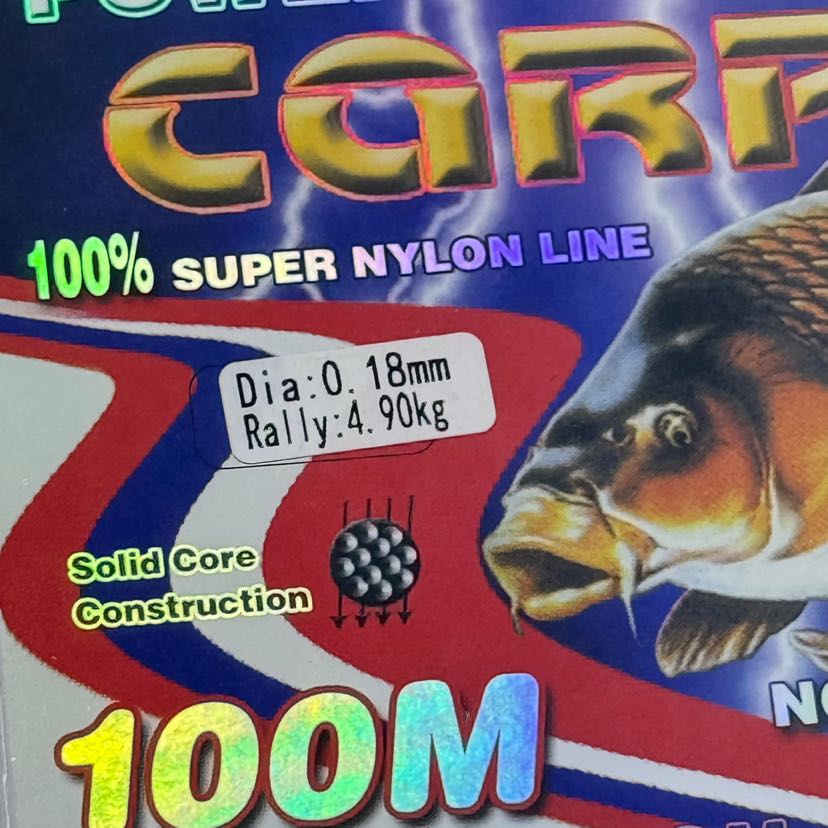 CARP
100% SUPER NYLON LINE
Dia:0.18mm
Rally:4.90kg
Solid Core
Construction
100M